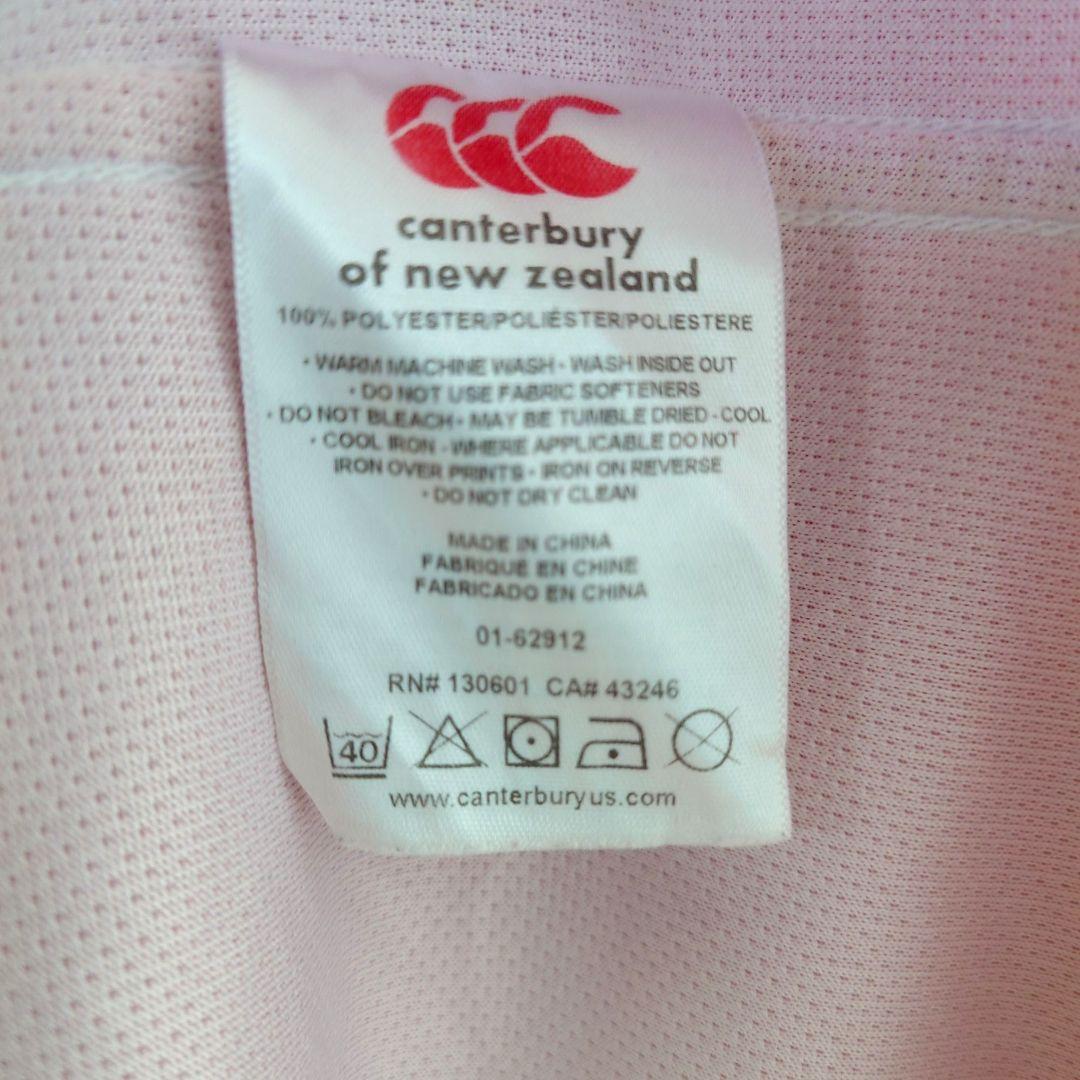 canterbury
of new zealand
100% POLYESTER/POLIÉSTER/POLIESTERE
• WARM MACHINE WASH • WASH INSIDE OUT
• DO NOT USE FABRIC SOFTENERS
• DO NOT BLEACH • MAY BE TUMBLE DRIED - COOL
• COOL IRON - WHERE APPLICABLE DO NOT
IRON OVER PRINTS • IRON ON REVERSE
• DO NOT DRY CLEAN
MADE IN CHINA
FABRIQUÉ EN CHINE
FABRICADO EN CHINA
01-62912
RN# 130601 CA# 43246
40
www.canterburyus.com